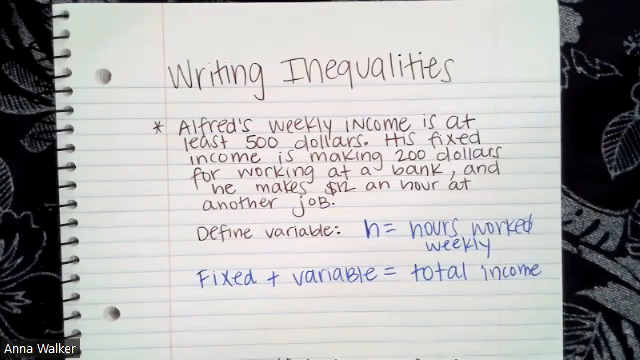 Writing Inequalities
* Alfred's weekly income is at
least 500 dollars. His fixed
income is making 200 dollars
for working at a bank, and
he makes $12 an hour at
another job.
Define variable: h = hours worked
weekly
Fixed + variable = total income
Anna Walker